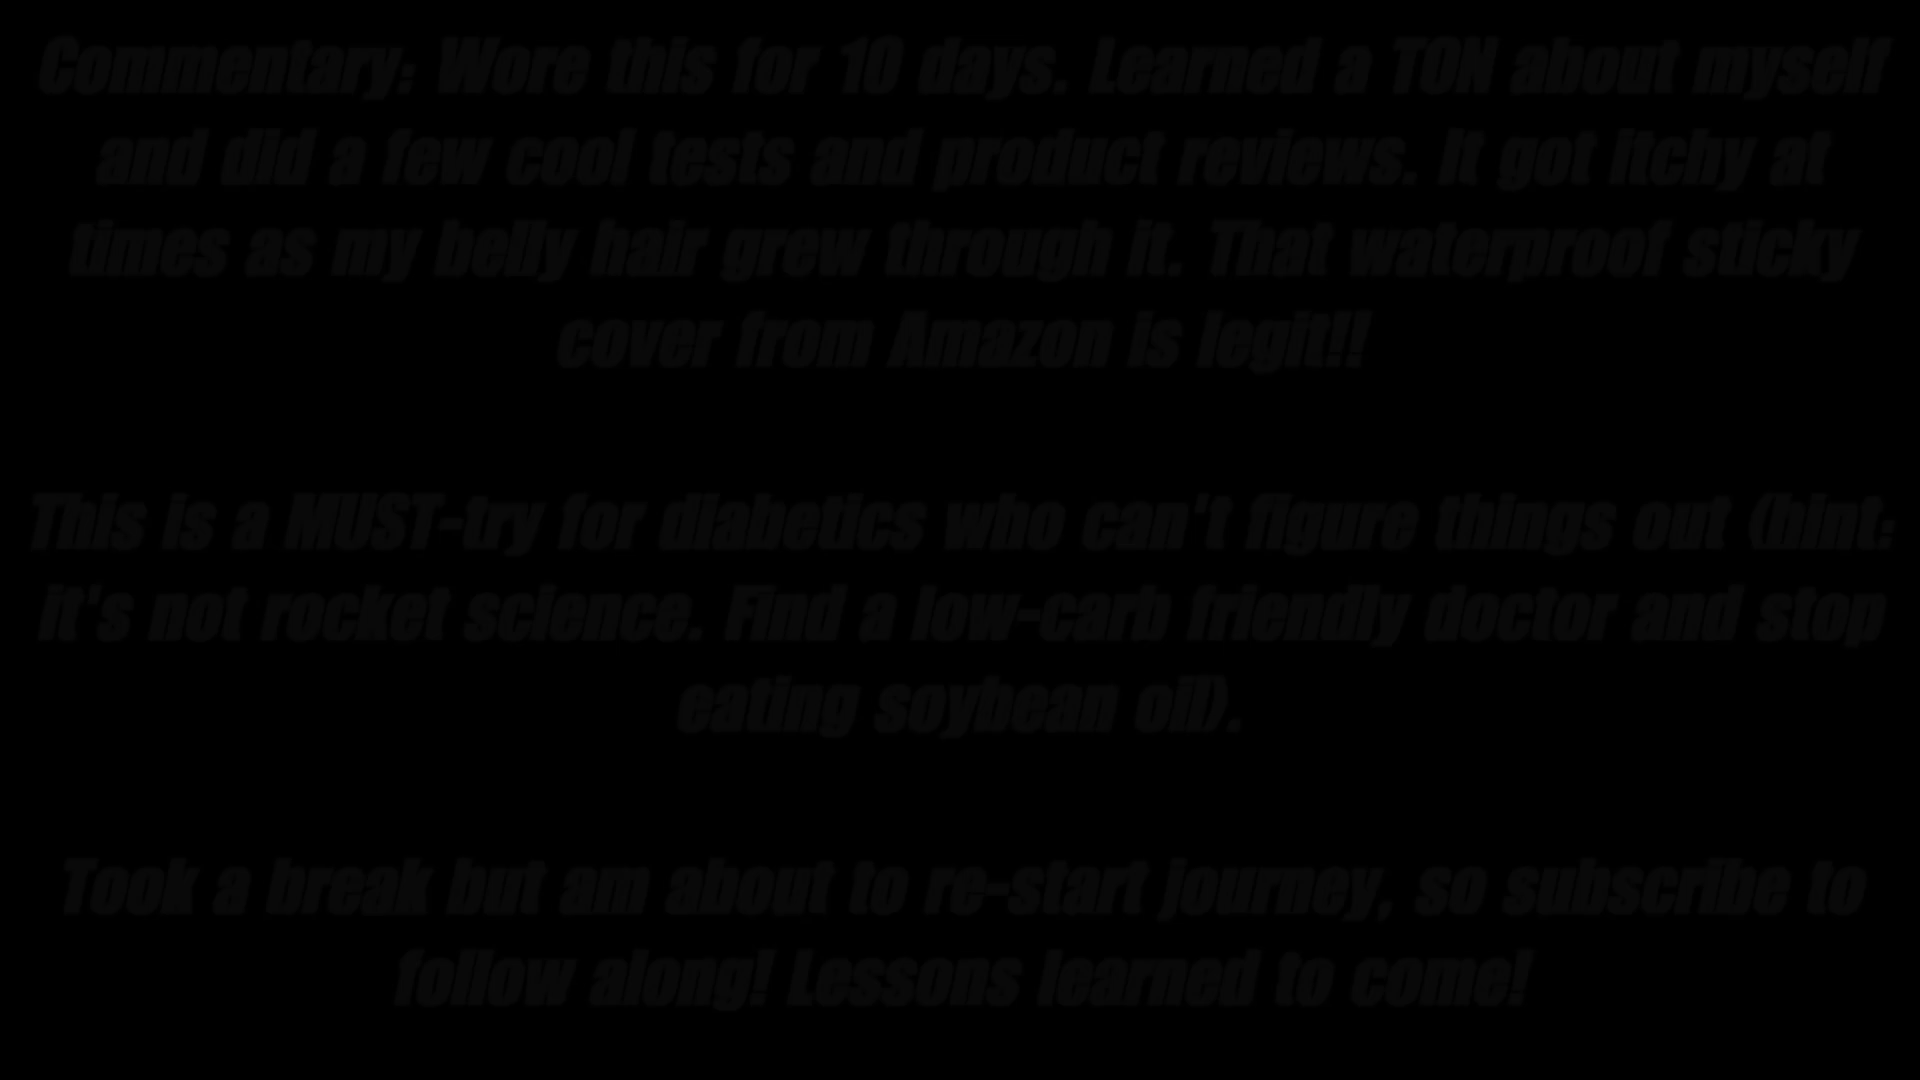 Commentary: Wore this for 10 days. Learned a TON about myself
and did a few cool tests and product reviews. It got itchy at
times as my belly hair grew through it. That waterproof sticky
cover from Amazon is legit!!
This is a MUST-try for diabetics who can't figure things out (hint:
it's not rocket science. Find a low-carb friendly doctor and stop
eating soybean oil).
Took a break but am about to re-start journey, so subscribe to
follow along! Lessons learned to come!